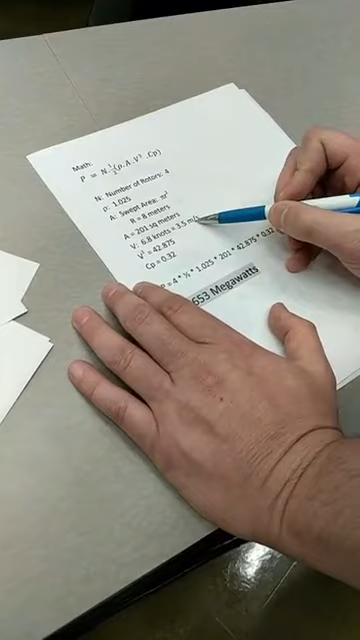 Math:
P = N ½(ρ.A.V³.Cp)
N: Number of Rotors: 4
ρ: 1.025
A: Swept Area: πr²
R = 8 meters
A = 201 sq meters
V: 6.8 knots = 3.5 m/s
V³ = 42.875
Cp = 0.32
P = 4 * ½ * 1.025 * 201 * 42.875 * 0.32
653 Megawatts